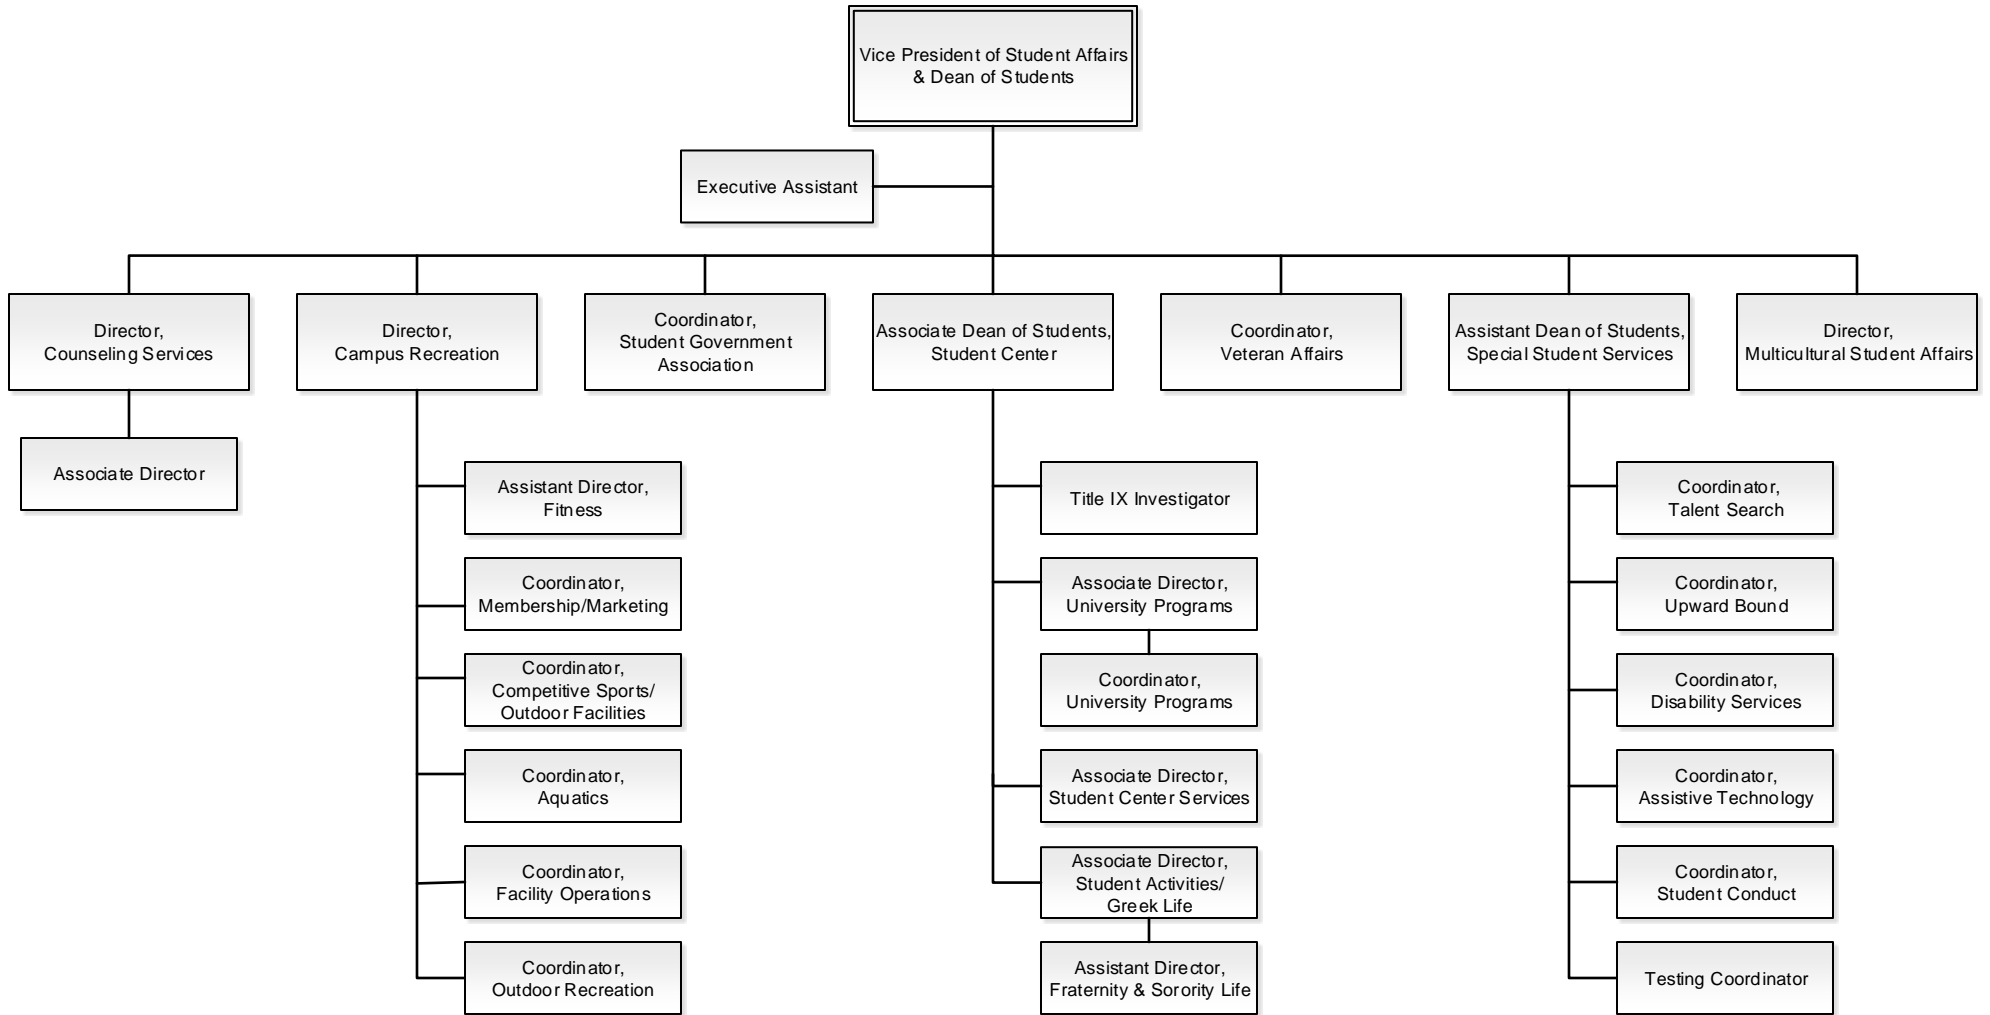 Vice President of Student Affairs
& Dean of Students
Executive Assistant
Director,
Counseling Services
Director,
Campus Recreation
Coordinator,
Student Government
Association
Associate Dean of Students,
Student Center
Coordinator,
Veteran Affairs
Assistant Dean of Students,
Special Student Services
Director,
Multicultural Student Affairs
Associate Director
Assistant Director,
Fitness
Coordinator,
Membership/Marketing
Coordinator,
Competitive Sports/
Outdoor Facilities
Coordinator,
Aquatics
Coordinator,
Facility Operations
Coordinator,
Outdoor Recreation
Title IX Investigator
Associate Director,
University Programs
Coordinator,
University Programs
Associate Director,
Student Center Services
Associate Director,
Student Activities/
Greek Life
Assistant Director,
Fraternity & Sorority Life
Coordinator,
Talent Search
Coordinator,
Upward Bound
Coordinator,
Disability Services
Coordinator,
Assistive Technology
Coordinator,
Student Conduct
Testing Coordinator